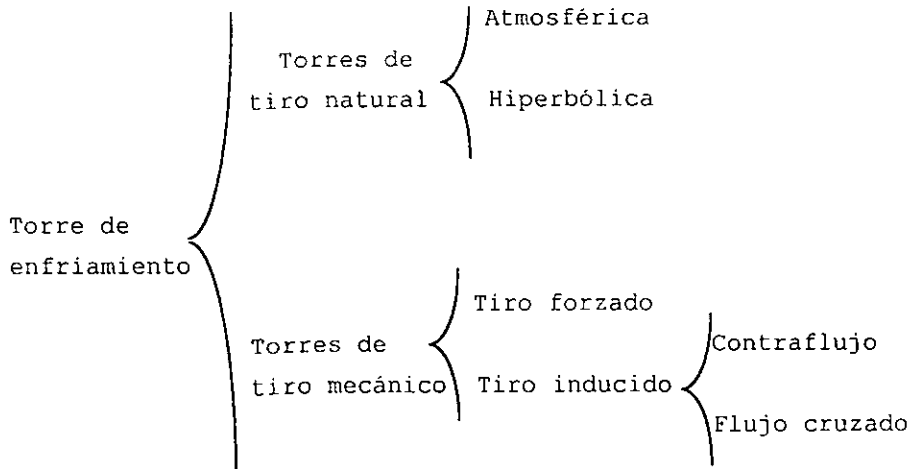 Torre de
enfriamiento
Torres de
tiro natural
Atmosférica
Hiperbólica
Torres de
tiro mecánico
Tiro forzado
Tiro inducido
Contraflujo
Flujo cruzado